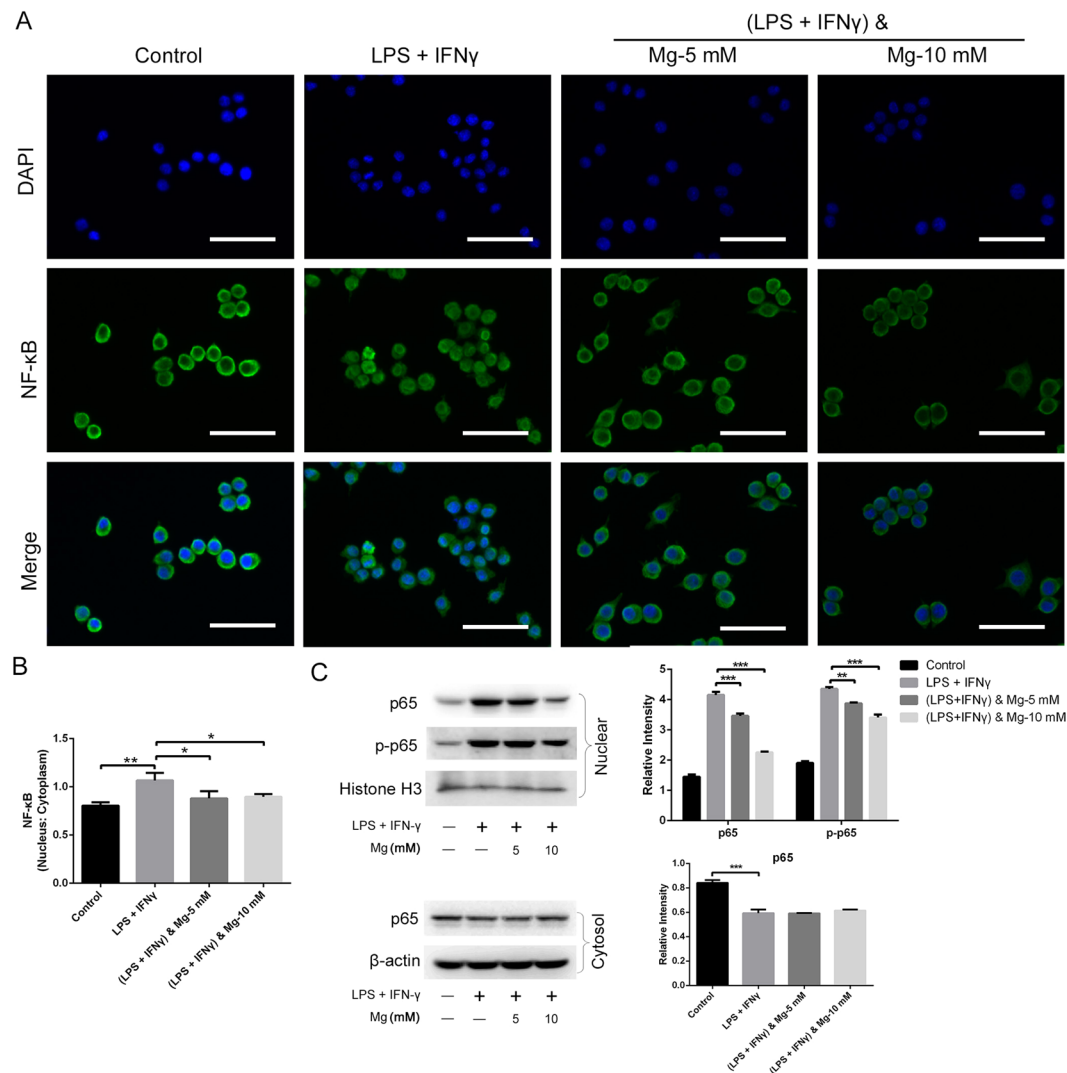 A
(LPS + IFNγ) &
Control
LPS + IFNγ
Mg-5 mM
Mg-10 mM
DAPI
NF-κB
Merge
B
NF-κB
(Nucleus: Cytoplasm)
1.5
1.0
0.5
0.0
**
*
*
Control
LPS + IFNγ
(LPS + IFNγ) & Mg-5 mM
(LPS + IFNγ) & Mg-10 mM
C
p65
p-p65
Histone H3
Nuclear
LPS + IFN-γ — + + +
Mg (mM) — — 5 10
p65
β-actin
Cytosol
LPS + IFN-γ — + + +
Mg (mM) — — 5 10
Relative Intensity
5
4
3
2
1
0
***
***
***
**
p65
p-p65
Control
LPS + IFNγ
(LPS+IFNγ) & Mg-5 mM
(LPS+IFNγ) & Mg-10 mM
p65
Relative Intensity
1.0
0.8
0.6
0.4
0.2
0.0
***
Control
LPS + IFNγ
(LPS + IFNγ) & Mg-5 mM
(LPS + IFNγ) & Mg-10 mM